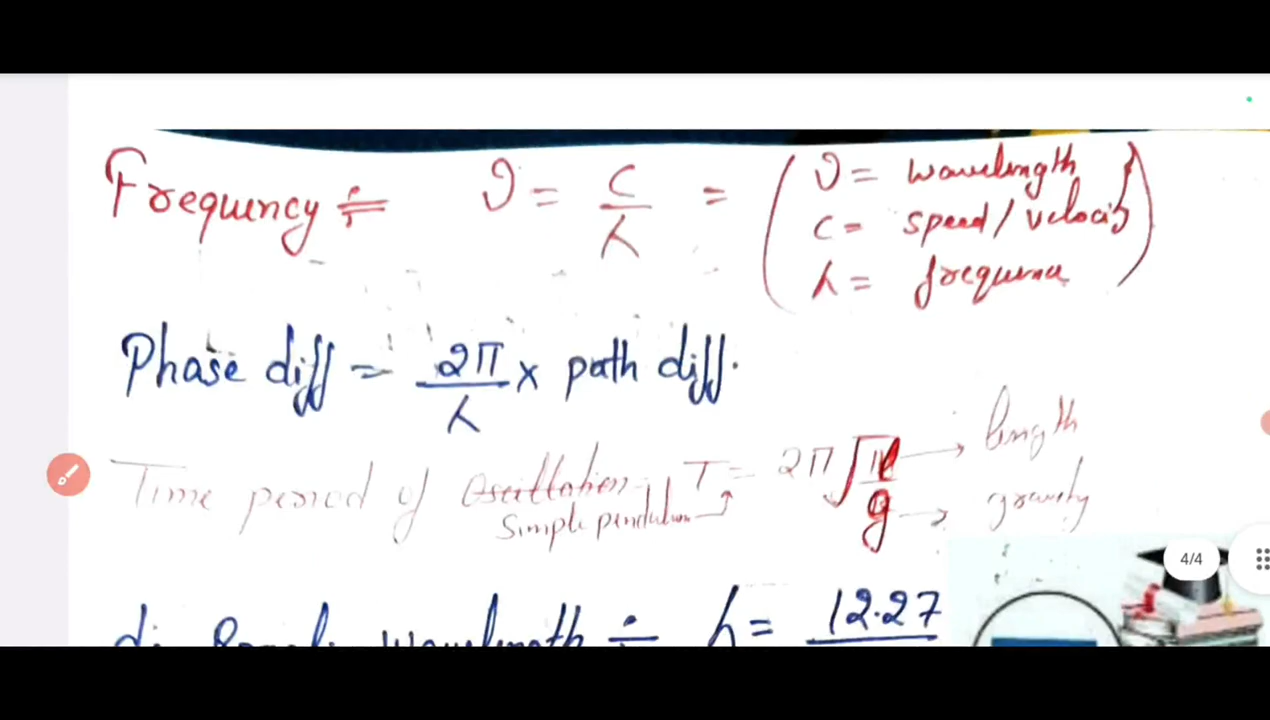 Frequency ÷ ϑ = c/λ = ( ϑ = wavelength
c = speed/velocity
λ = frequency )
Phase diff = 2π/λ × path diff.
Time period of Oscillation T = 2π√l/g → length
Simple pendulum → gravity
4/4
wavelength ÷ λ = 12.27